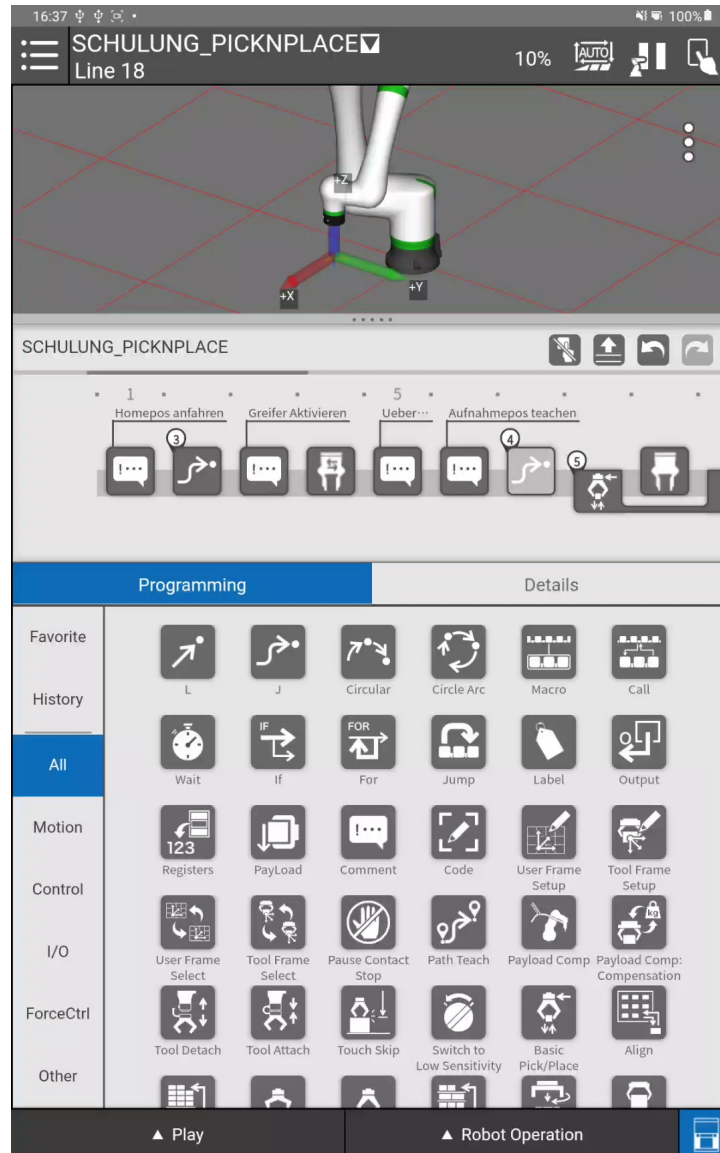 16:37
100%
SCHULUNG_PICKNPLACE
Line 18
10%
AUTO
+Z
+X
+Y
SCHULUNG_PICKNPLACE
1
5
Homepos anfahren
Greifer Aktivieren
Ueber···
Aufnahmepos teachen
3
4
5
!···
!···
!···
!···
Programming
Details
Favorite
History
All
Motion
Control
I/O
ForceCtrl
Other
L
J
Circular
Circle Arc
Macro
Call
IF
FOR
Wait
If
For
Jump
Label
Output
123
!···
Registers
PayLoad
Comment
Code
User Frame
Setup
Tool Frame
Setup
kg
User Frame
Select
Tool Frame
Select
Pause Contact
Stop
Path Teach
Payload Comp
Payload Comp:
Compensation
Tool Detach
Tool Attach
Touch Skip
Switch to
Low Sensitivity
Basic
Pick/Place
Align
▲ Play
▲ Robot Operation